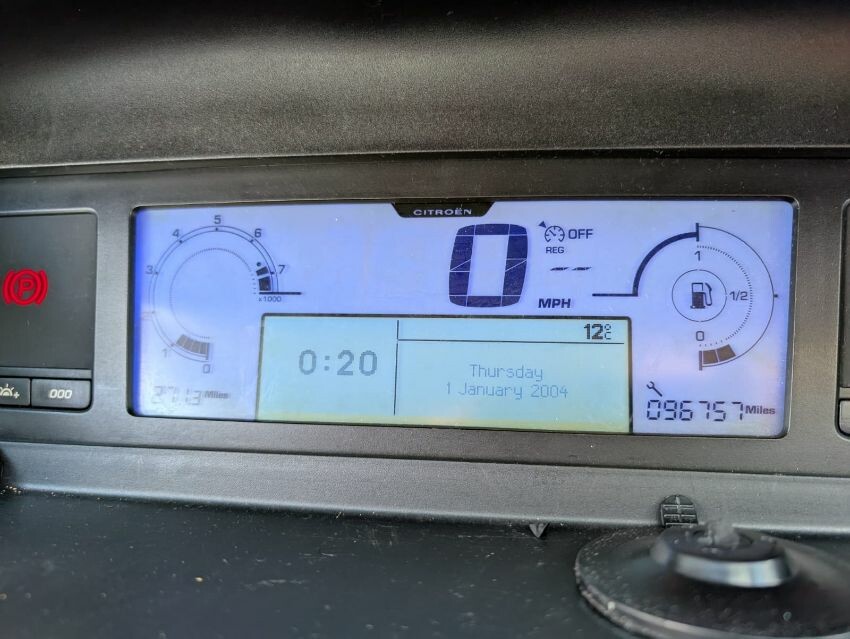 CITROËN
5
4
6
3
7
x1000
1
0
0
OFF
REG
MPH
1
1/2
0
12°C
0:20
Thursday
1 January 2004
Miles
096757 Miles
P
000